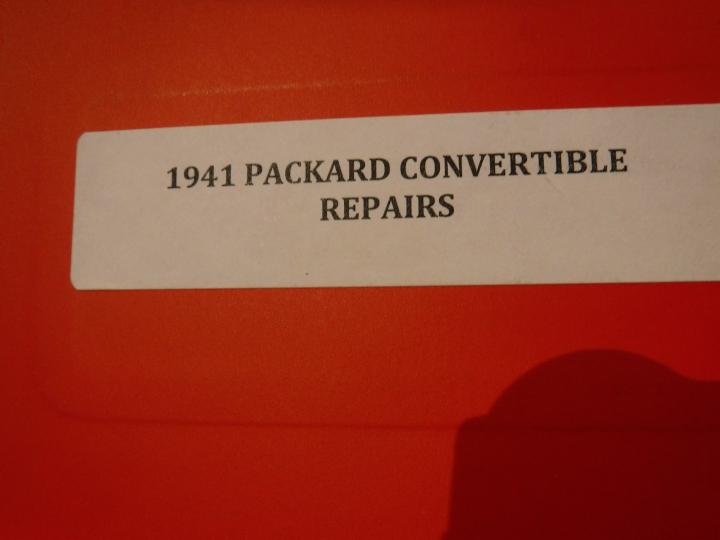 1941 PACKARD CONVERTIBLE
REPAIRS